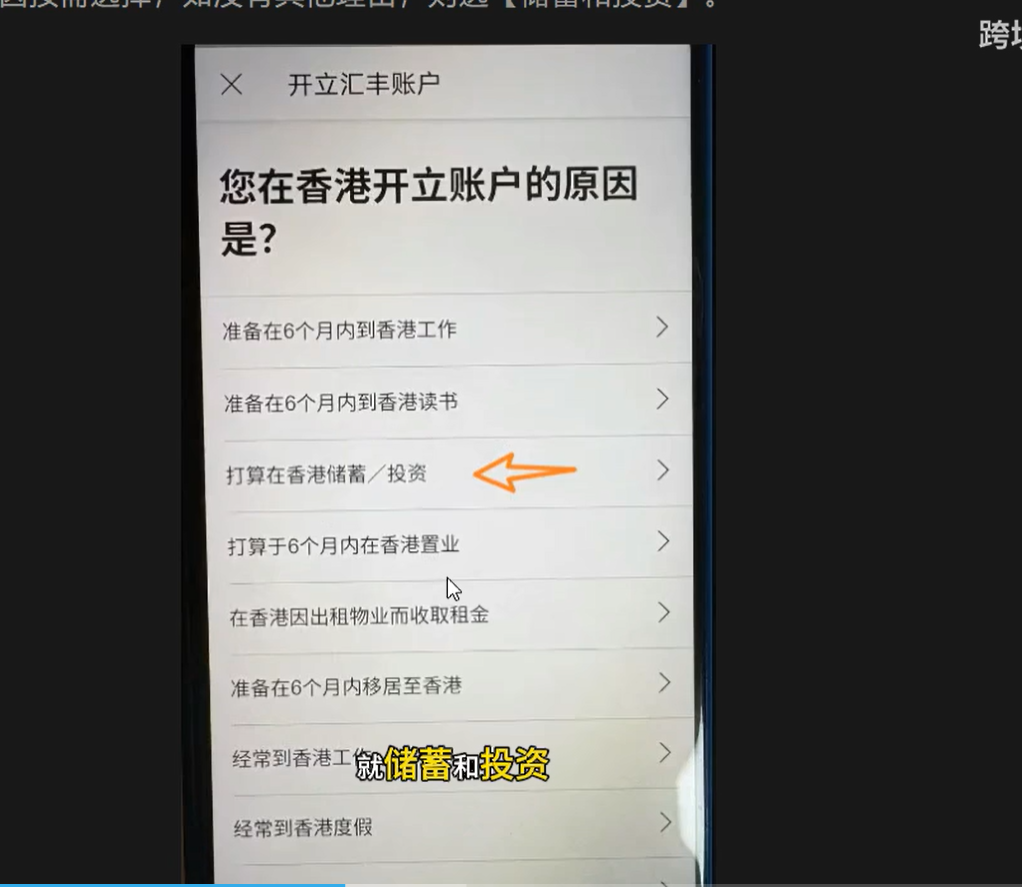 因按需选择，如没有其他理由，则选【储蓄和投资】。
跨境
开立汇丰账户
您在香港开立账户的原因
是？
准备在6个月内到香港工作
准备在6个月内到香港读书
打算在香港储蓄／投资
打算于6个月内在香港置业
在香港因出租物业而收取租金
准备在6个月内移居至香港
经常到香港工作
就储蓄和投资
经常到香港度假